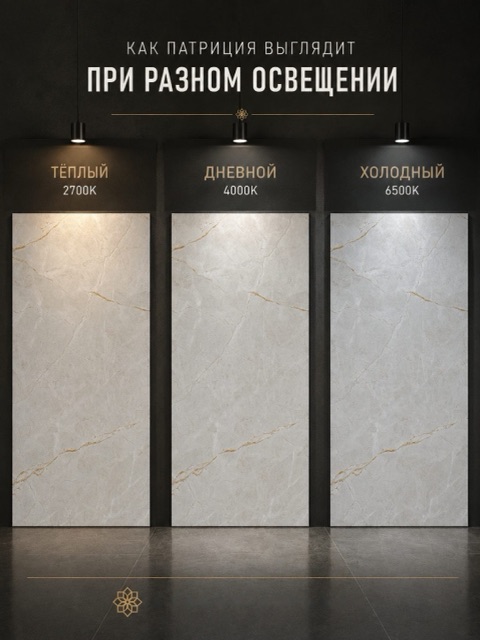 КАК ПАТРИЦИЯ ВЫГЛЯДИТ
ПРИ РАЗНОМ ОСВЕЩЕНИИ
ТЁПЛЫЙ
2700K
ДНЕВНОЙ
4000K
ХОЛОДНЫЙ
6500K